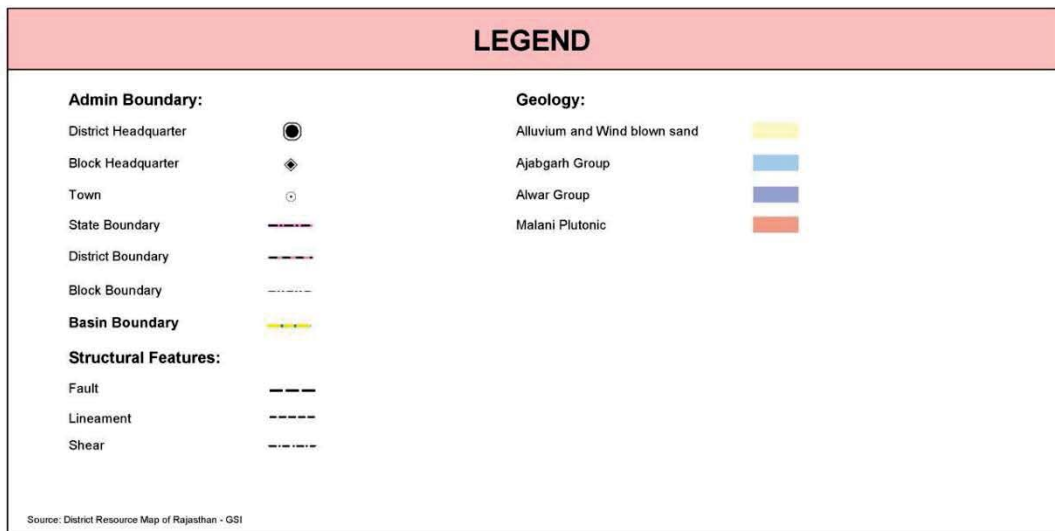 LEGEND
Admin Boundary:
District Headquarter
Block Headquarter
Town
State Boundary
District Boundary
Block Boundary
Basin Boundary
Structural Features:
Fault
Lineament
Shear
Geology:
Alluvium and Wind blown sand
Ajabgarh Group
Alwar Group
Malani Plutonic
Source: District Resource Map of Rajasthan - GSI